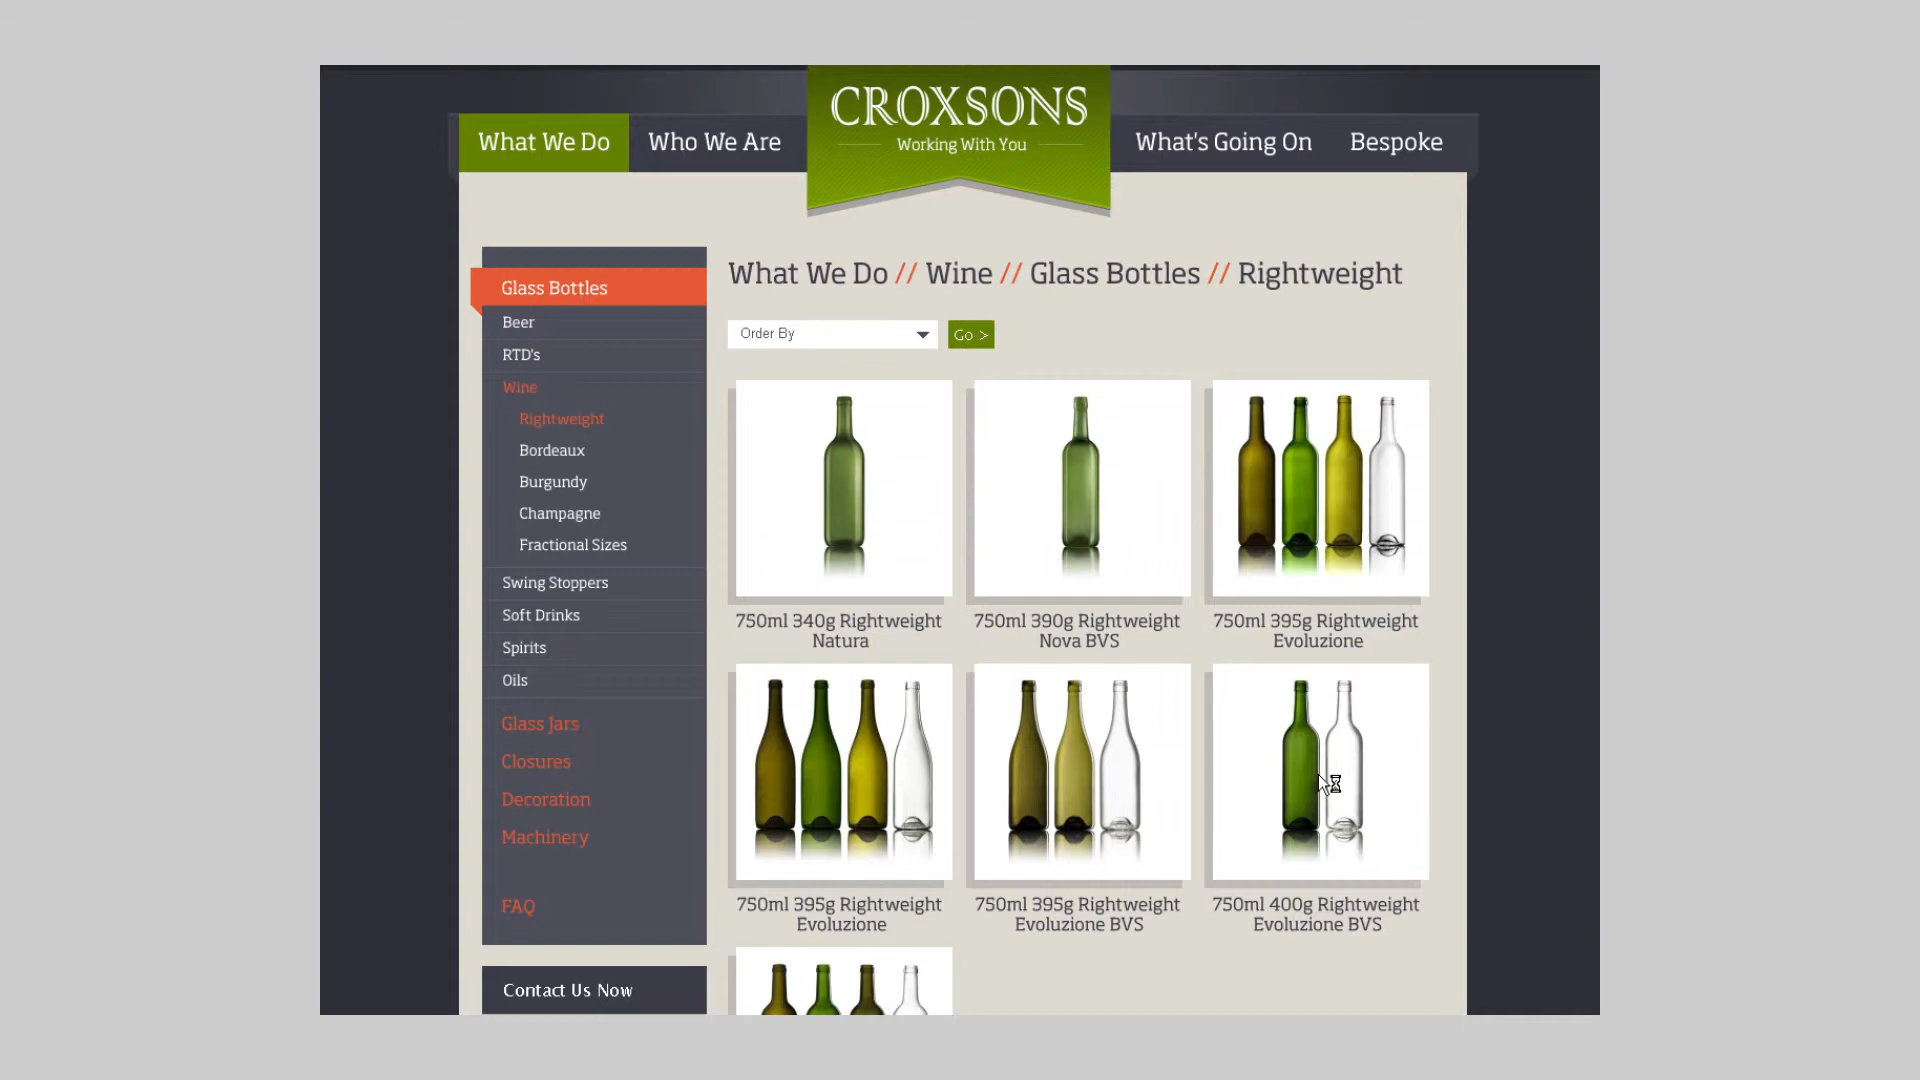 CROXSONS
Working With You
What We Do
Who We Are
What's Going On
Bespoke
Glass Bottles
Beer
RTD's
Wine
Rightweight
Bordeaux
Burgundy
Champagne
Fractional Sizes
Swing Stoppers
Soft Drinks
Spirits
Oils
Glass Jars
Closures
Decoration
Machinery
FAQ
Contact Us Now
What We Do // Wine // Glass Bottles // Rightweight
Order By
Go >
750ml 340g Rightweight
Natura
750ml 390g Rightweight
Nova BVS
750ml 395g Rightweight
Evoluzione
750ml 395g Rightweight
Evoluzione
750ml 395g Rightweight
Evoluzione BVS
750ml 400g Rightweight
Evoluzione BVS